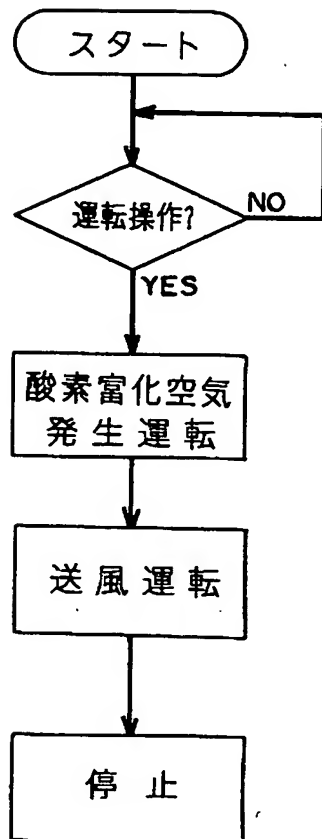 スタート
運転操作?
NO
YES
酸素富化空気
発生運転
送風運転
停止